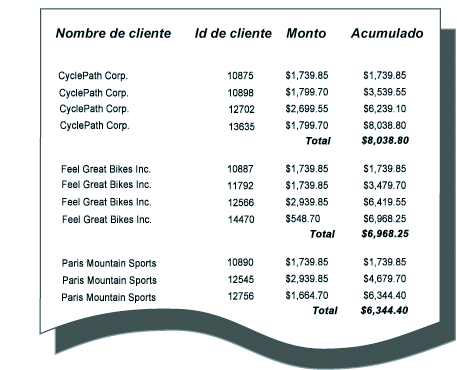 Nombre de cliente Id de cliente Monto Acumulado
CyclePath Corp. 10875 $1,739.85 $1,739.85
CyclePath Corp. 10898 $1,799.70 $3,539.55
CyclePath Corp. 12702 $2,699.55 $6,239.10
CyclePath Corp. 13635 $1,799.70 $8,038.80
Total $8,038.80
Feel Great Bikes Inc. 10887 $1,739.85 $1,739.85
Feel Great Bikes Inc. 11792 $1,739.85 $3,479.70
Feel Great Bikes Inc. 12566 $2,939.85 $6,419.55
Feel Great Bikes Inc. 14470 $548.70 $6,968.25
Total $6,968.25
Paris Mountain Sports 10890 $1,739.85 $1,739.85
Paris Mountain Sports 12545 $2,939.85 $4,679.70
Paris Mountain Sports 12756 $1,664.70 $6,344.40
Total $6,344.40